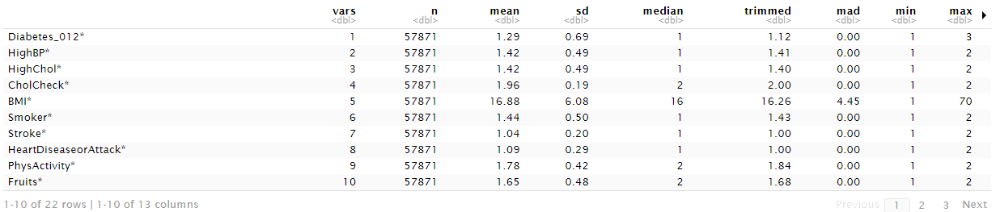 vars n mean sd median trimmed mad min max
<dbl> <dbl> <dbl> <dbl> <dbl> <dbl> <dbl> <dbl> <dbl>
Diabetes_012* 1 57871 1.29 0.69 1 1.12 0.00 1 3
HighBP* 2 57871 1.42 0.49 1 1.41 0.00 1 2
HighChol* 3 57871 1.42 0.49 1 1.40 0.00 1 2
CholCheck* 4 57871 1.96 0.19 2 2.00 0.00 1 2
BMI* 5 57871 16.88 6.08 16 16.26 4.45 1 70
Smoker* 6 57871 1.44 0.50 1 1.43 0.00 1 2
Stroke* 7 57871 1.04 0.20 1 1.00 0.00 1 2
HeartDiseaseorAttack* 8 57871 1.09 0.29 1 1.00 0.00 1 2
PhysActivity* 9 57871 1.78 0.42 2 1.84 0.00 1 2
Fruits* 10 57871 1.65 0.48 2 1.68 0.00 1 2
1-10 of 22 rows | 1-10 of 13 columns Previous 1 2 3 Next